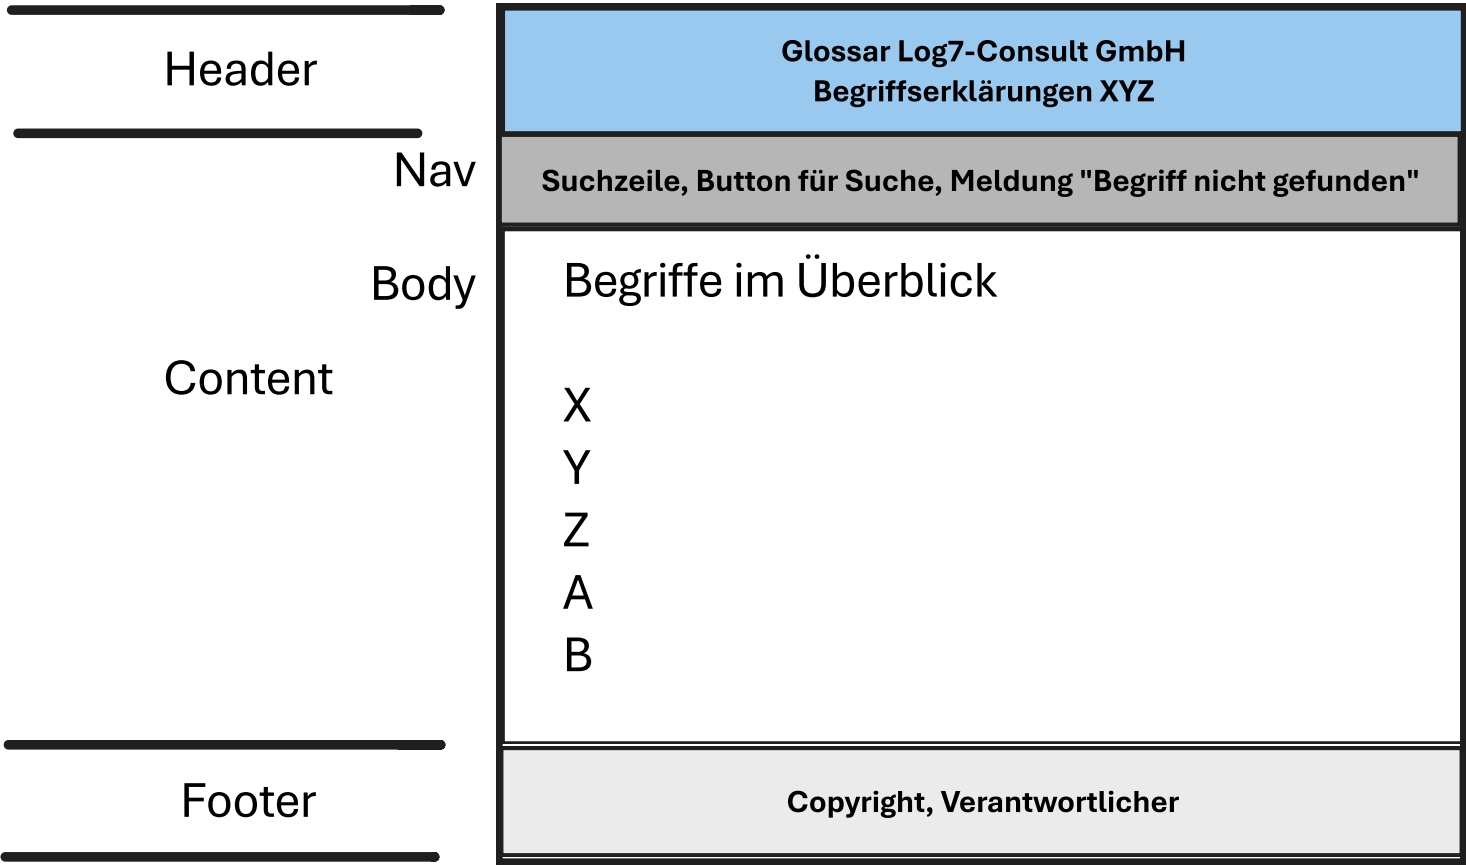 Header
Glossar Log7-Consult GmbH
Begriffserklärungen XYZ
Nav
Suchzeile, Button für Suche, Meldung "Begriff nicht gefunden"
Body
Begriffe im Überblick
Content
X
Y
Z
A
B
Footer
Copyright, Verantwortlicher